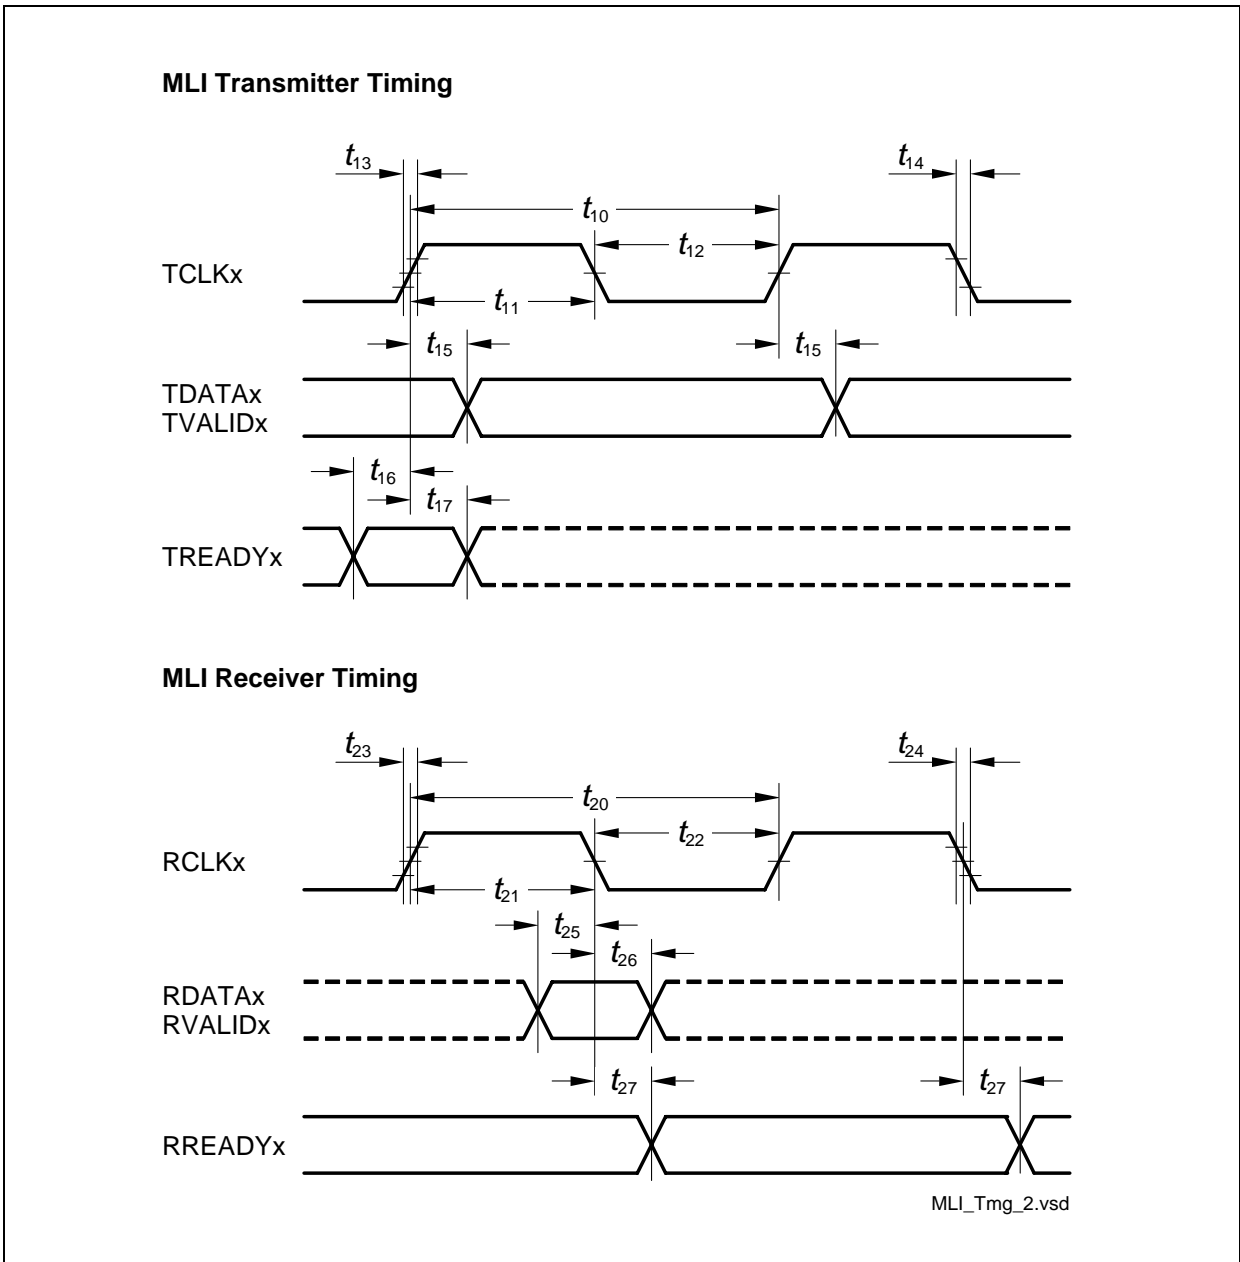 MLI Transmitter Timing
t13 t14
t10
t12
TCLKx
t11
t15 t15
TDATAx
TVALIDx
t16
t17
TREADYx
MLI Receiver Timing
t23 t24
t20
t22
RCLKx
t21
t25
t26
RDATAx
RVALIDx
t27 t27
RREADYx
MLI_Tmg_2.vsd